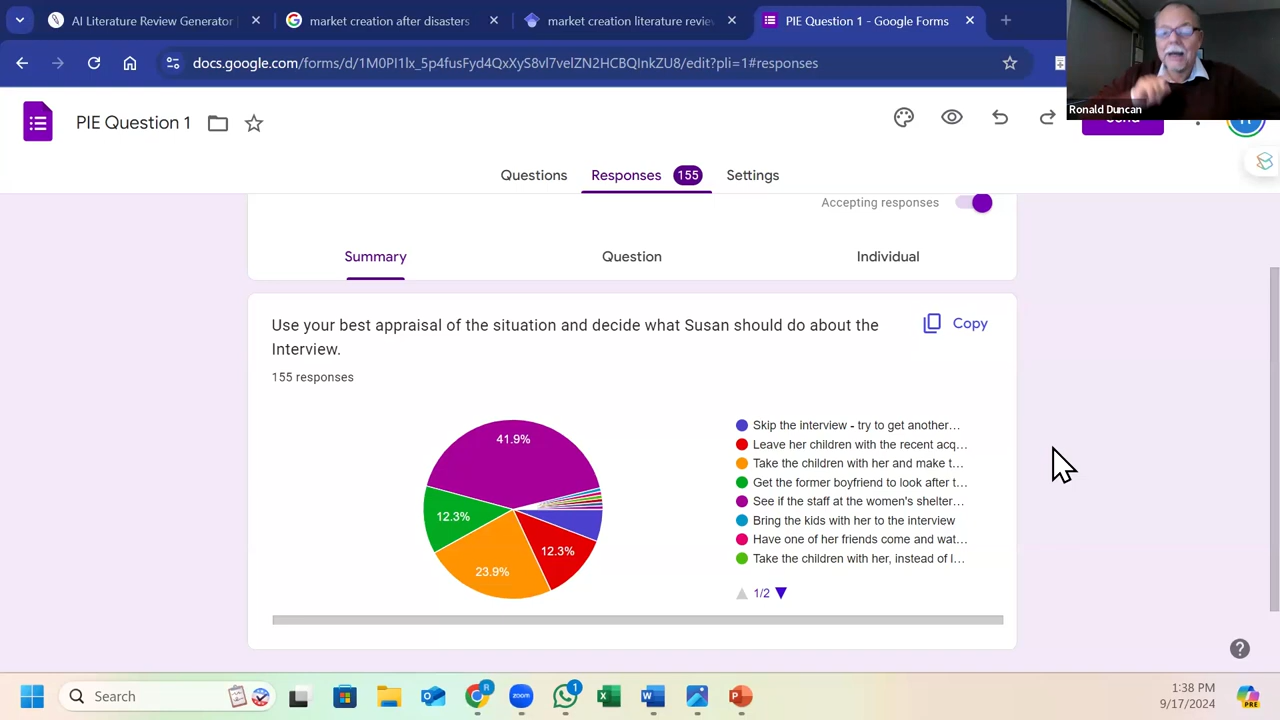 AI Literature Review Generator
market creation after disasters
market creation literature revie
PIE Question 1 - Google Forms
docs.google.com/forms/d/1M0PI1lx_5p4fusFyd4QxXyS8vl7velZN2HCBQInkZU8/edit?pli=1#responses
Ronald Duncan
PIE Question 1
Send
Questions
Responses 155
Settings
Accepting responses
Summary
Question
Individual
Use your best appraisal of the situation and decide what Susan should do about the
Interview.
Copy
155 responses
41.9%
12.3%
23.9%
12.3%
Skip the interview - try to get another…
Leave her children with the recent acq…
Take the children with her and make t…
Get the former boyfriend to look after t…
See if the staff at the women's shelter…
Bring the kids with her to the interview
Have one of her friends come and wat…
Take the children with her, instead of l…
1/2
Search
R
zoom
1
PRE
1:38 PM
9/17/2024